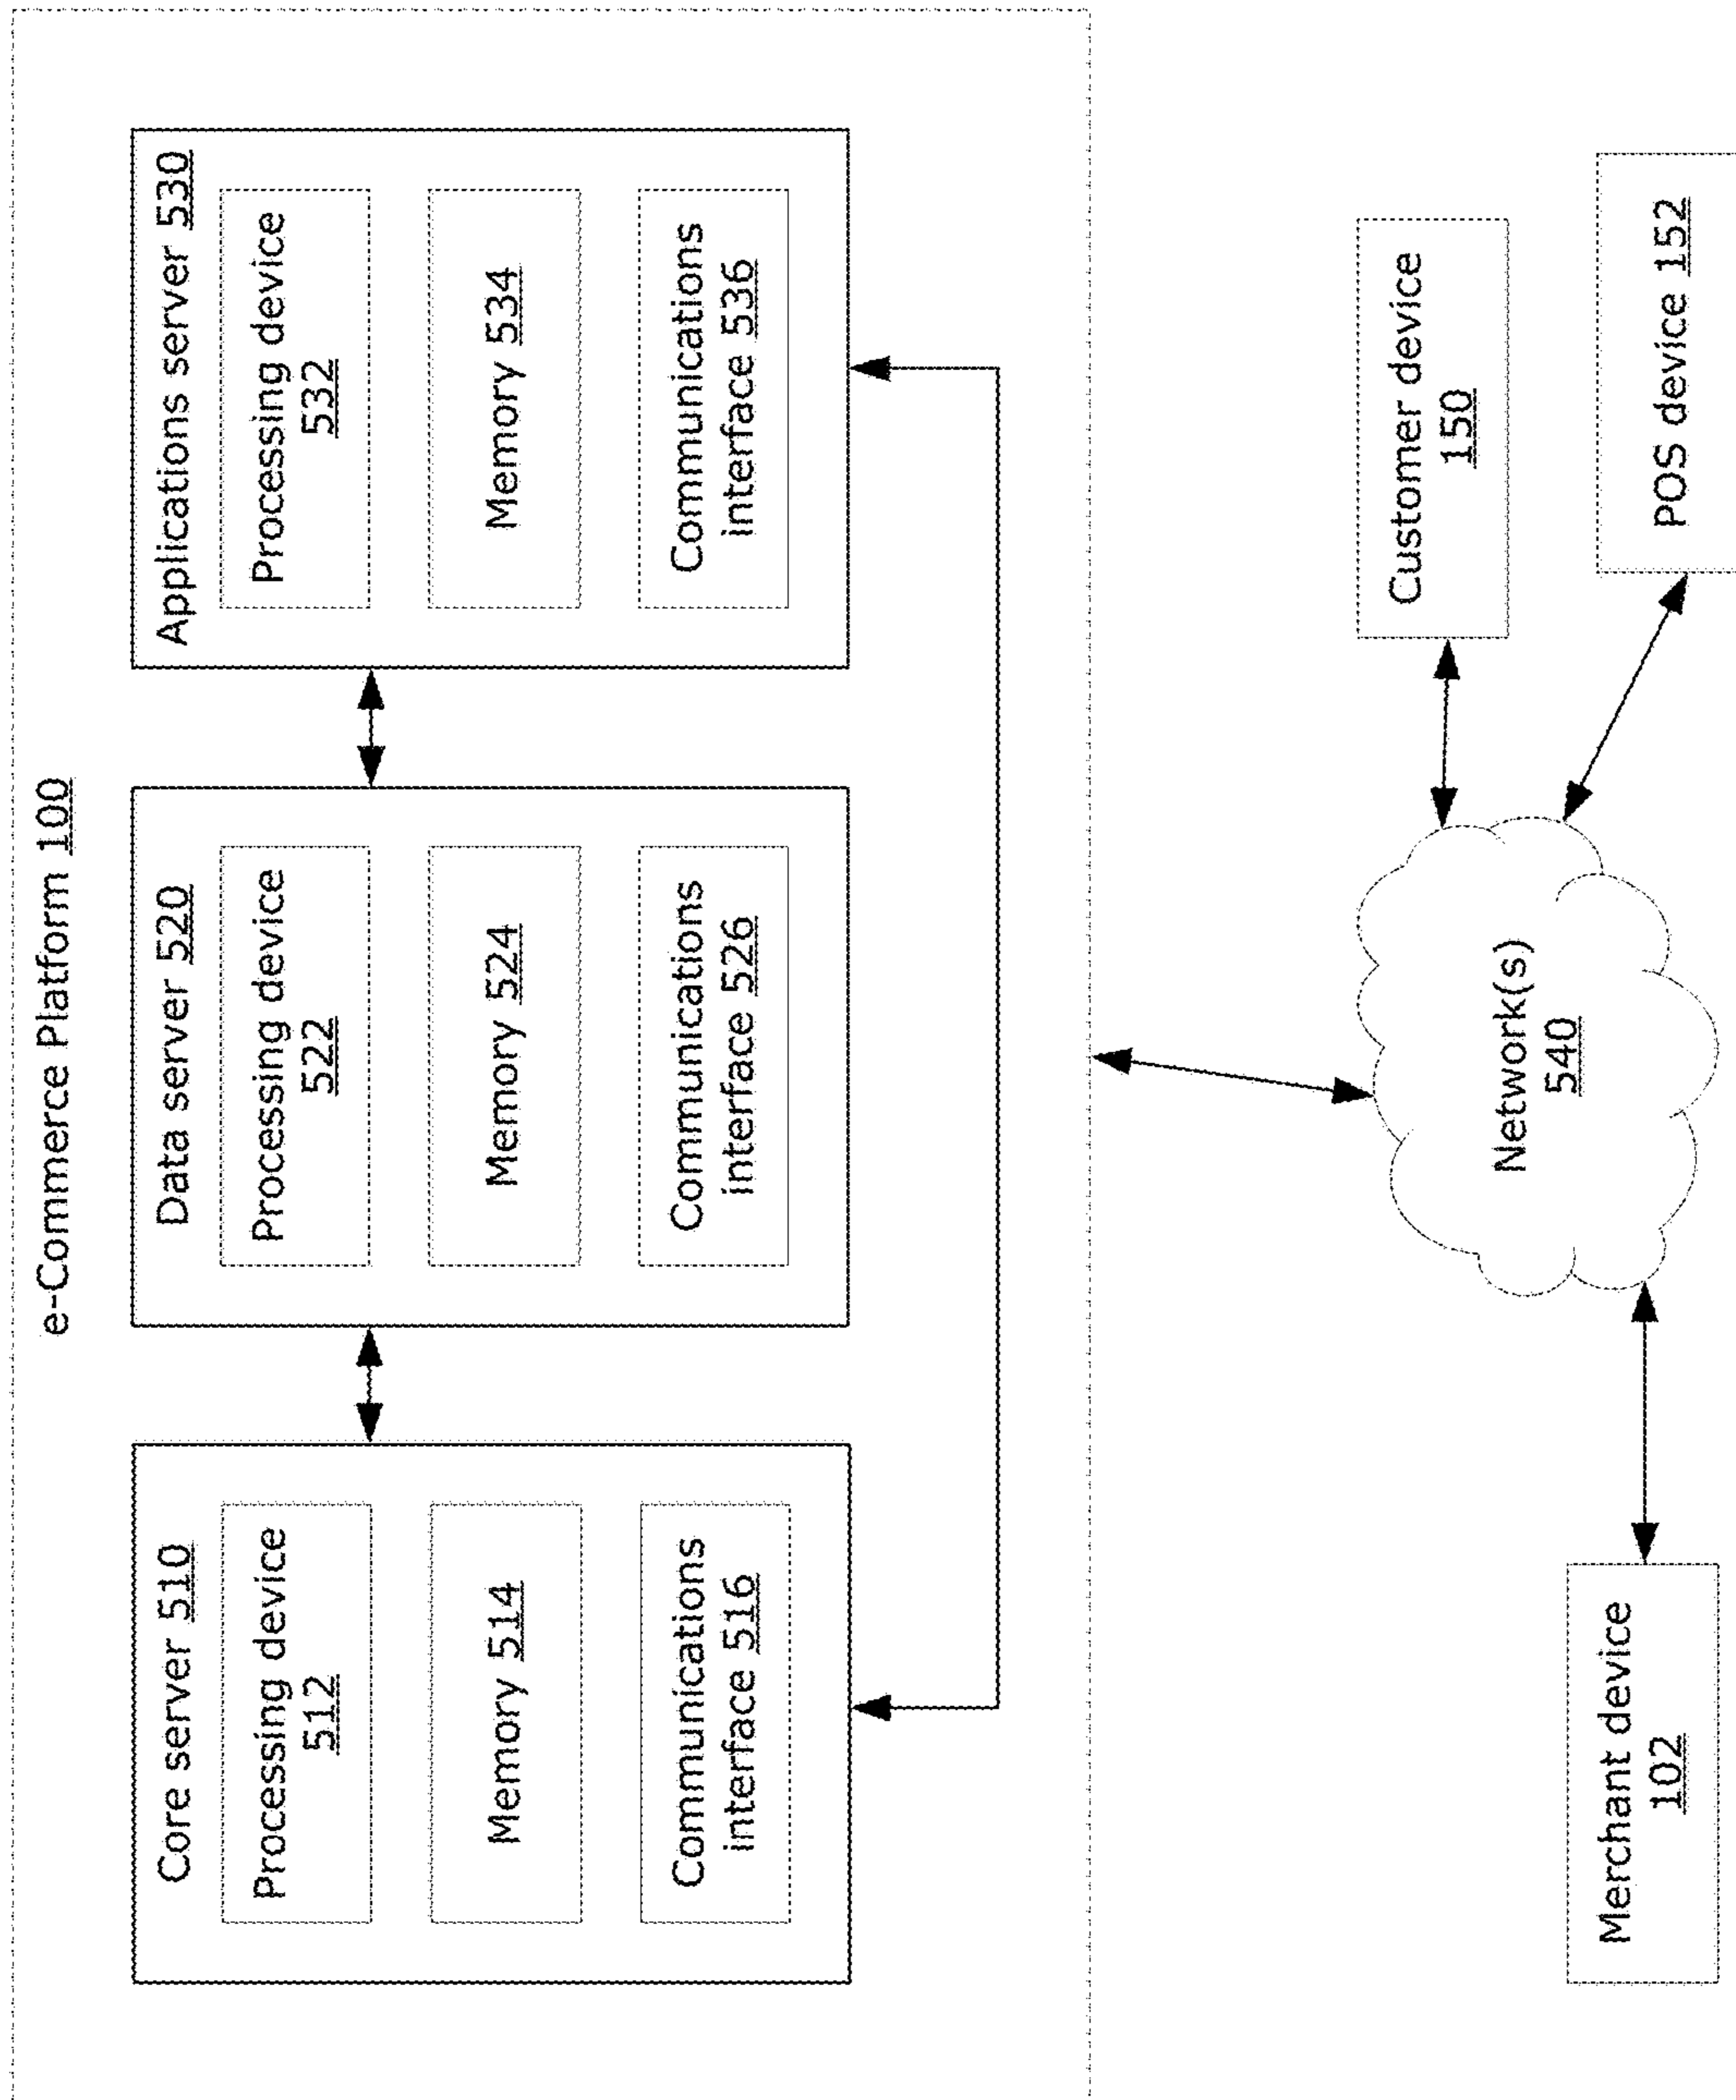 e-Commerce Platform 100
Core server 510
Processing device
512
Memory 514
Communications
interface 516
Data server 520
Processing device
522
Memory 524
Communications
interface 526
Applications server 530
Processing device
532
Memory 534
Communications
interface 536
Merchant device
102
Network(s)
540
Customer device
150
POS device 152